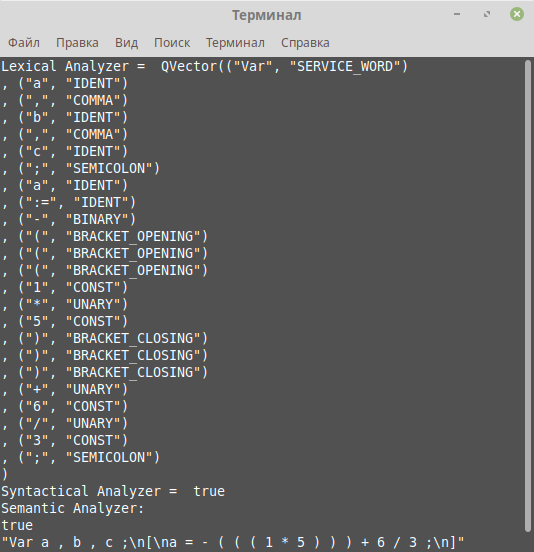 Терминал
Файл Правка Вид Поиск Терминал Справка
Lexical Analyzer =  QVector(("Var", "SERVICE_WORD")
, ("a", "IDENT")
, (",", "COMMA")
, ("b", "IDENT")
, (",", "COMMA")
, ("c", "IDENT")
, (";", "SEMICOLON")
, ("a", "IDENT")
, (":=", "IDENT")
, ("-", "BINARY")
, ("(", "BRACKET_OPENING")
, ("(", "BRACKET_OPENING")
, ("(", "BRACKET_OPENING")
, ("1", "CONST")
, ("*", "UNARY")
, ("5", "CONST")
, (")", "BRACKET_CLOSING")
, (")", "BRACKET_CLOSING")
, (")", "BRACKET_CLOSING")
, ("+", "UNARY")
, ("6", "CONST")
, ("/", "UNARY")
, ("3", "CONST")
, (";", "SEMICOLON")
)
Syntactical Analyzer =  true
Semantic Analyzer:
true
"Var a , b , c ;\n[\na = - ( ( ( 1 * 5 ) ) ) + 6 / 3 ;\n]"